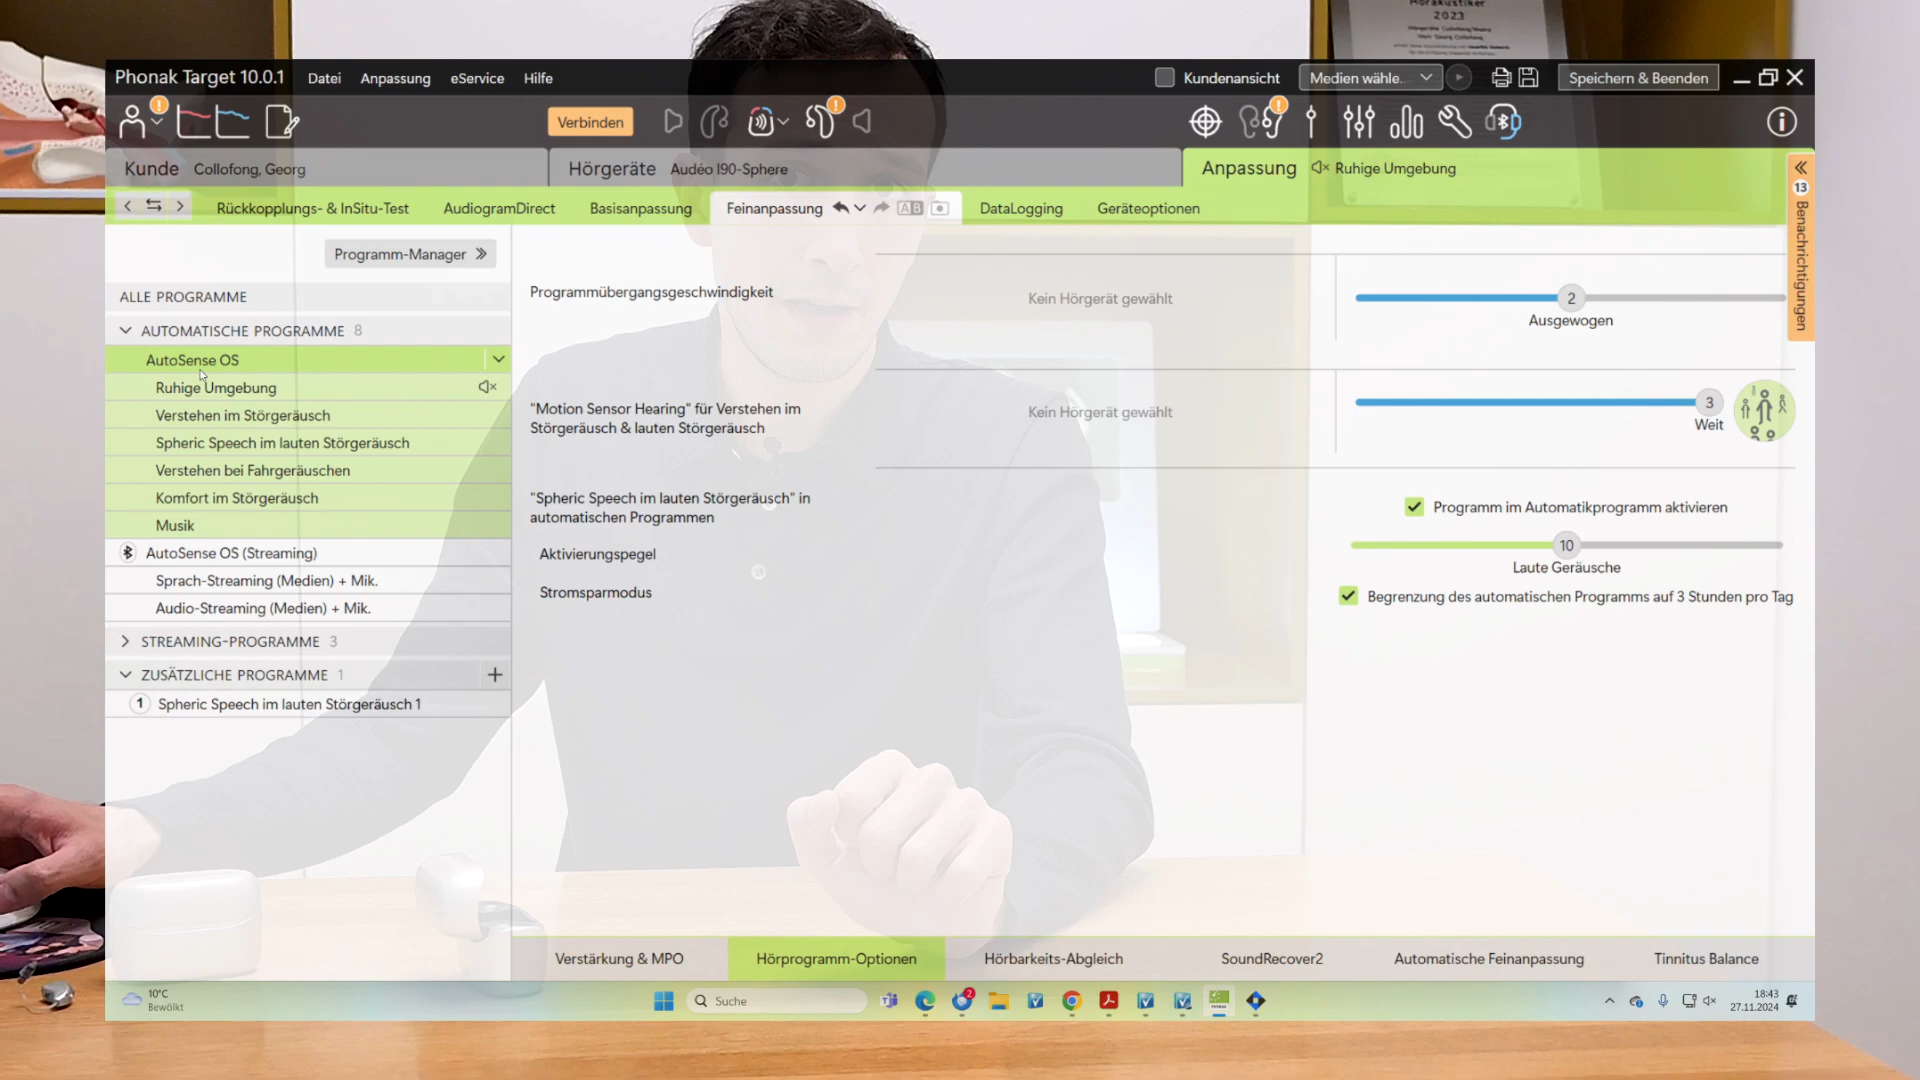 Hörakustiker
2023
Phonak Target 10.0.1 Datei Anpassung eService Hilfe
Kundenansicht Medien wähle... Speichern & Beenden
Verbinden
Kunde Collofong, Georg
Hörgeräte Audéo I90-Sphere
Anpassung Ruhige Umgebung
13 Benachrichtigungen
Rückkopplungs- & InSitu-Test AudiogramDirect Basisanpassung Feinanpassung AB DataLogging Geräteoptionen
Programm-Manager
ALLE PROGRAMME
AUTOMATISCHE PROGRAMME 8
AutoSense OS
Ruhige Umgebung
Verstehen im Störgeräusch
Spheric Speech im lauten Störgeräusch
Verstehen bei Fahrgeräuschen
Komfort im Störgeräusch
Musik
AutoSense OS (Streaming)
Sprach-Streaming (Medien) + Mik.
Audio-Streaming (Medien) + Mik.
STREAMING-PROGRAMME 3
ZUSÄTZLICHE PROGRAMME 1
1 Spheric Speech im lauten Störgeräusch 1
Programmübergangsgeschwindigkeit
Kein Hörgerät gewählt
2
Ausgewogen
"Motion Sensor Hearing" für Verstehen im
Störgeräusch & lauten Störgeräusch
Kein Hörgerät gewählt
3
Weit
"Spheric Speech im lauten Störgeräusch" in
automatischen Programmen
Programm im Automatikprogramm aktivieren
Aktivierungspegel
10
Laute Geräusche
Stromsparmodus
Begrenzung des automatischen Programms auf 3 Stunden pro Tag
Verstärkung & MPO Hörprogramm-Optionen Hörbarkeits-Abgleich SoundRecover2 Automatische Feinanpassung Tinnitus Balance
10°C
Bewölkt
Suche
2
18:43
27.11.2024